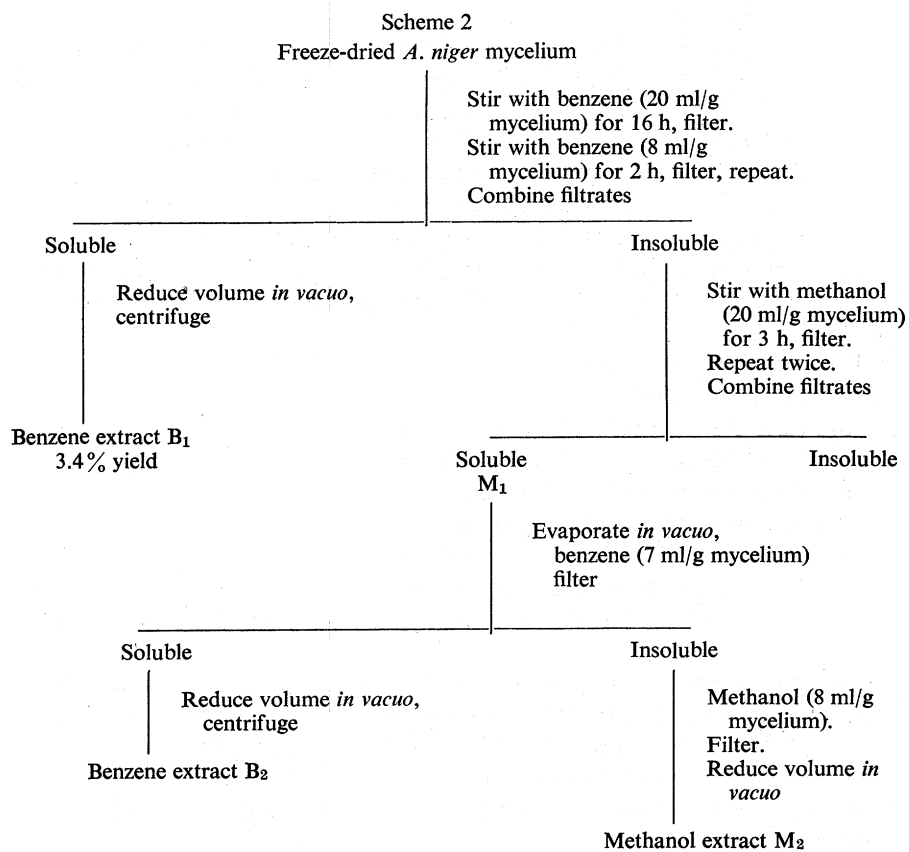 Scheme 2
Freeze-dried A. niger mycelium
Stir with benzene (20 ml/g
mycelium) for 16 h, filter.
Stir with benzene (8 ml/g
mycelium) for 2 h, filter, repeat.
Combine filtrates
Soluble
Insoluble
Reduce volume in vacuo,
centrifuge
Stir with methanol
(20 ml/g mycelium)
for 3 h, filter.
Repeat twice.
Combine filtrates
Benzene extract B₁
3.4% yield
Soluble
M₁
Insoluble
Evaporate in vacuo,
benzene (7 ml/g mycelium)
filter
Soluble
Insoluble
Reduce volume in vacuo,
centrifuge
Methanol (8 ml/g
mycelium).
Filter.
Reduce volume in
vacuo
Benzene extract B₂
Methanol extract M₂